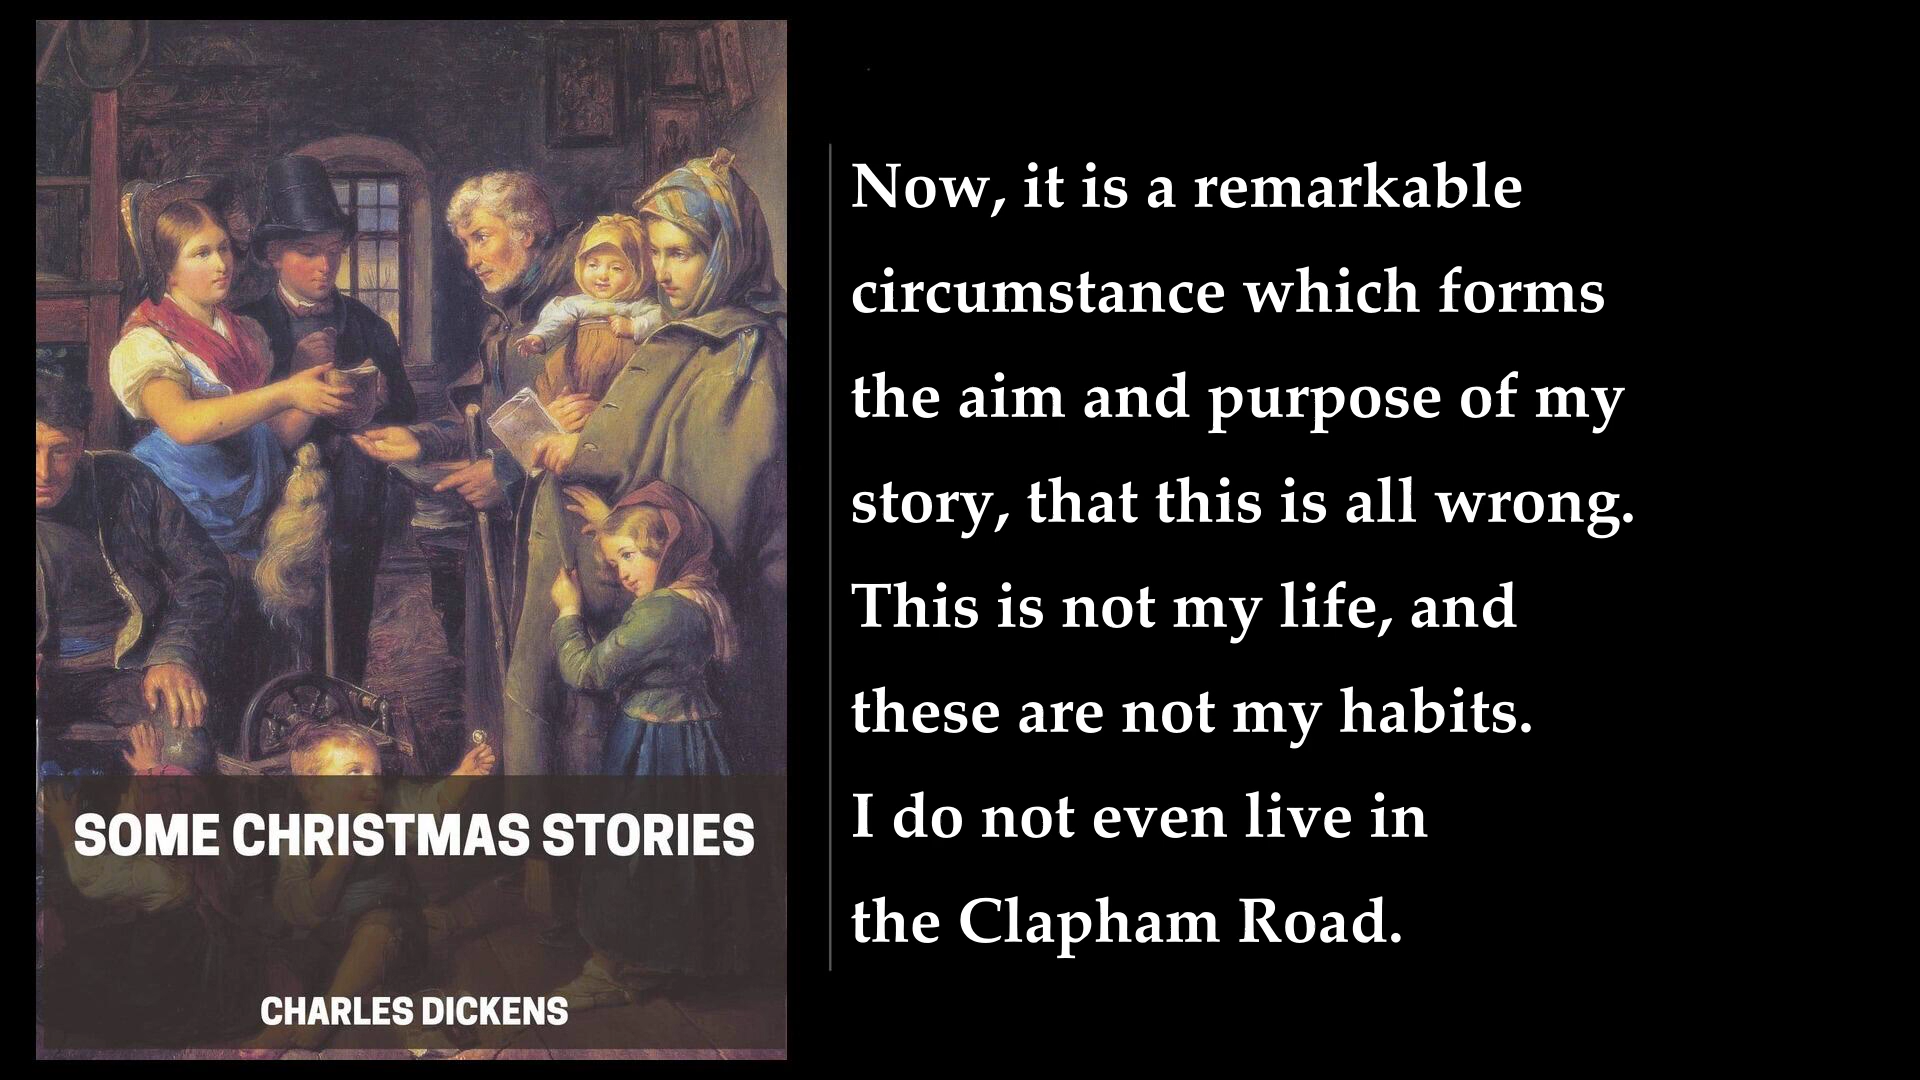 SOME CHRISTMAS STORIES
CHARLES DICKENS
Now, it is a remarkable
circumstance which forms
the aim and purpose of my
story, that this is all wrong.
This is not my life, and
these are not my habits.
I do not even live in
the Clapham Road.